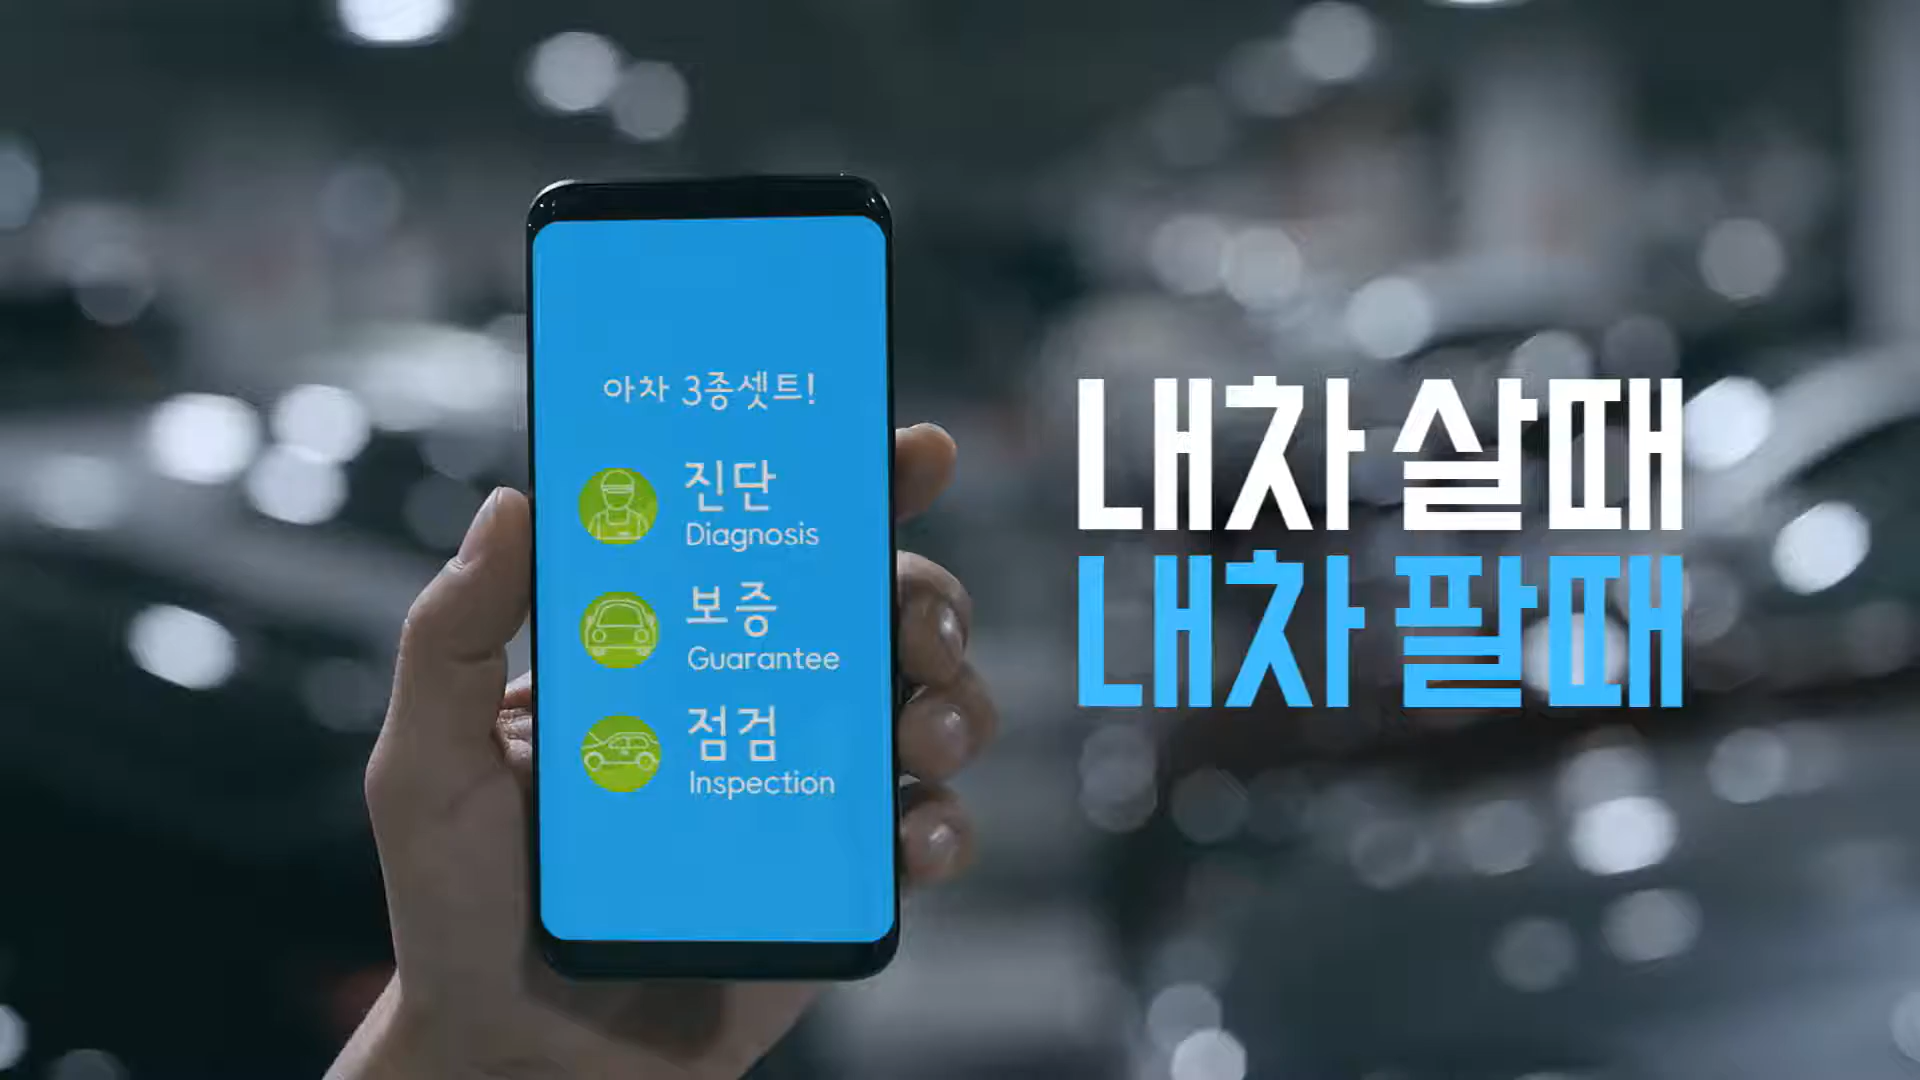 아차 3종셋트!
진단
Diagnosis
보증
Guarantee
점검
Inspection
내차 살때
내차 팔때